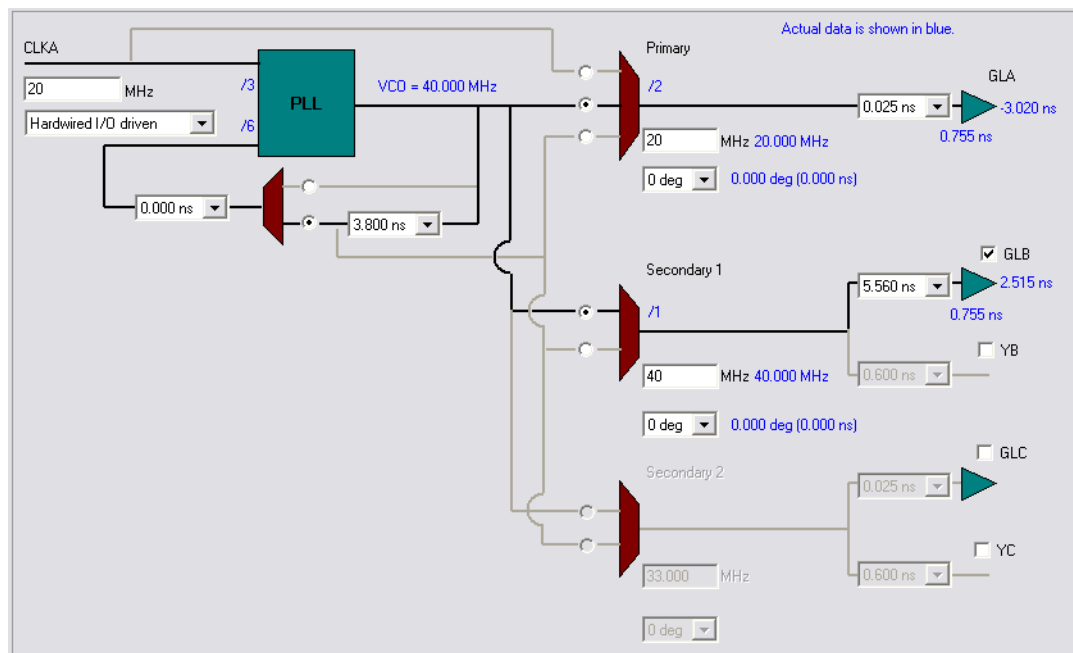 Actual data is shown in blue.
CLKA
20 MHz
Hardwired I/O driven
/3
/6
PLL
VCO = 40.000 MHz
0.000 ns
3.800 ns
Primary
/2
20 MHz 20.000 MHz
0 deg 0.000 deg (0.000 ns)
0.025 ns
GLA
-3.020 ns
0.755 ns
Secondary 1
/1
40 MHz 40.000 MHz
0 deg 0.000 deg (0.000 ns)
5.560 ns
GLB
2.515 ns
0.755 ns
YB
0.600 ns
Secondary 2
33.000 MHz
0 deg
GLC
0.025 ns
YC
0.600 ns